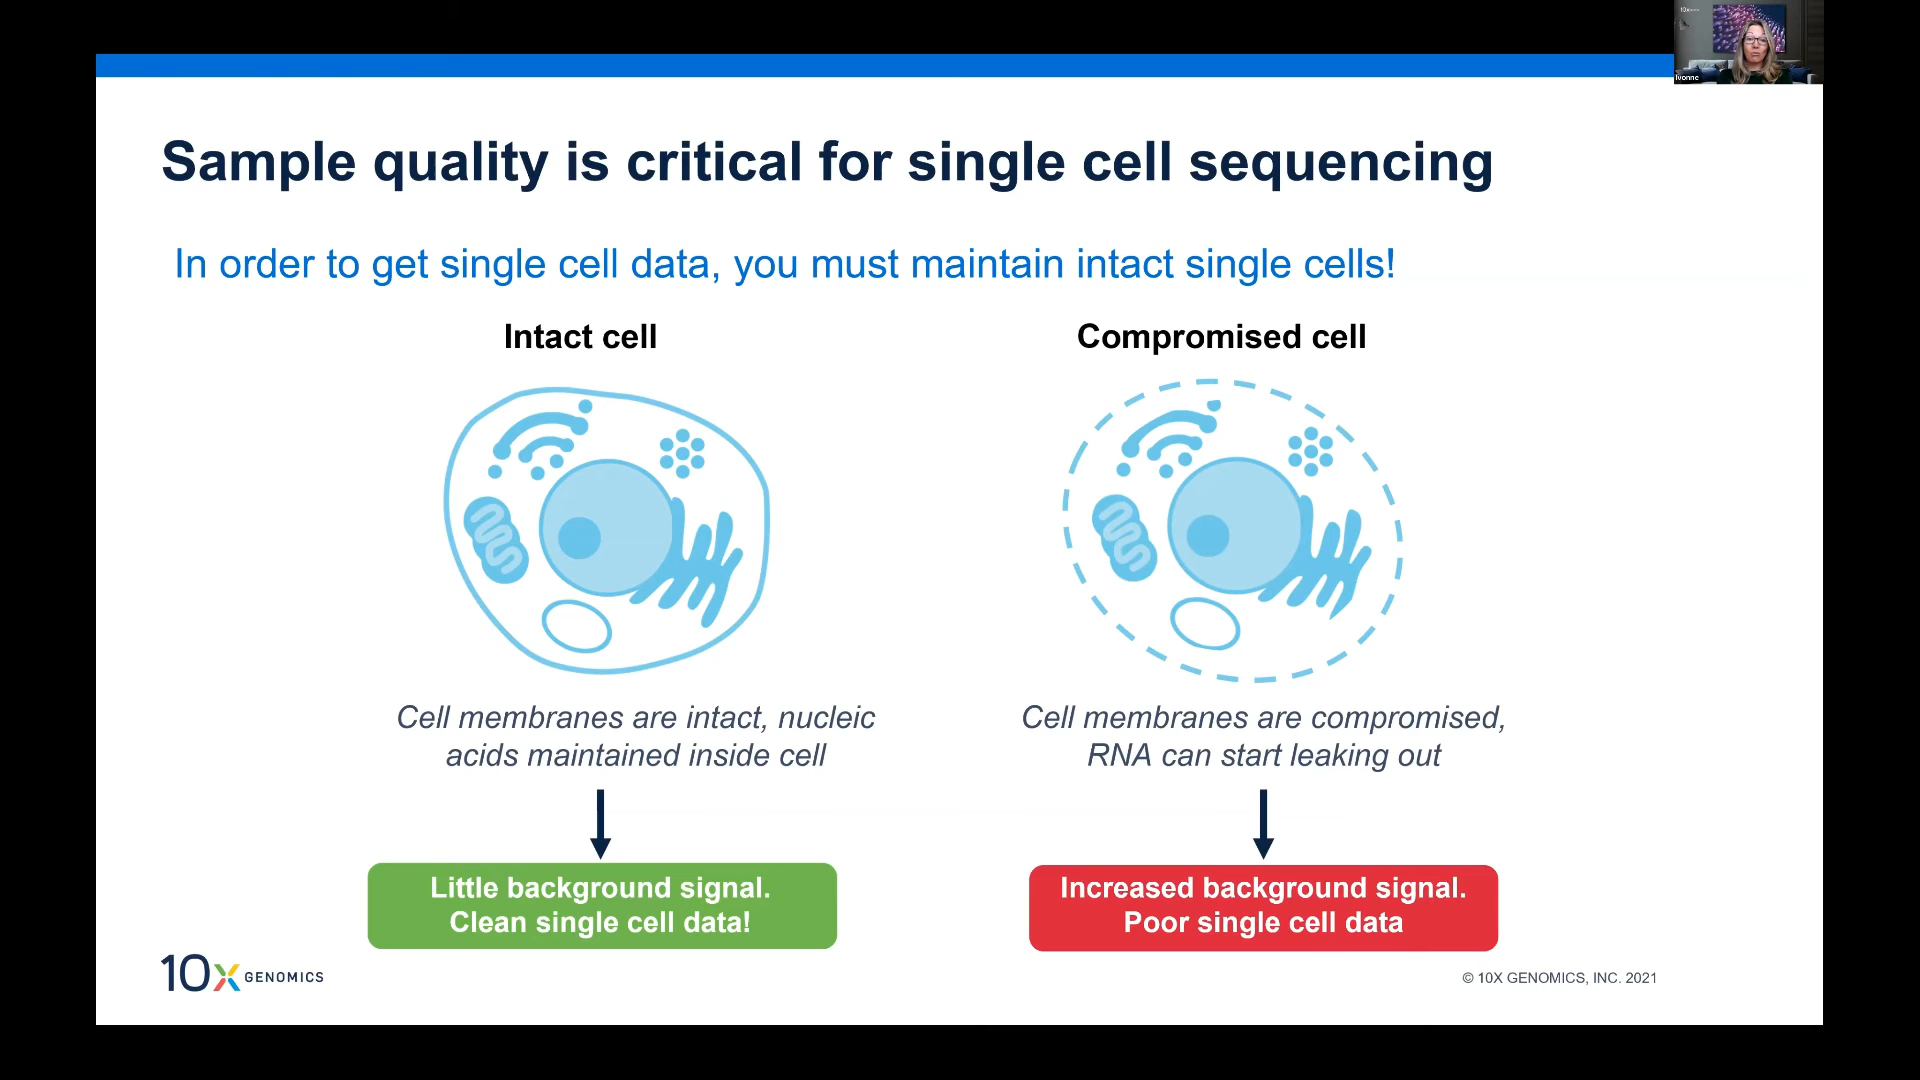 10x
Ivonne
Sample quality is critical for single cell sequencing
In order to get single cell data, you must maintain intact single cells!
Intact cell
Compromised cell
Cell membranes are intact, nucleic
acids maintained inside cell
Cell membranes are compromised,
RNA can start leaking out
Little background signal.
Clean single cell data!
Increased background signal.
Poor single cell data
10x GENOMICS
© 10X GENOMICS, INC. 2021